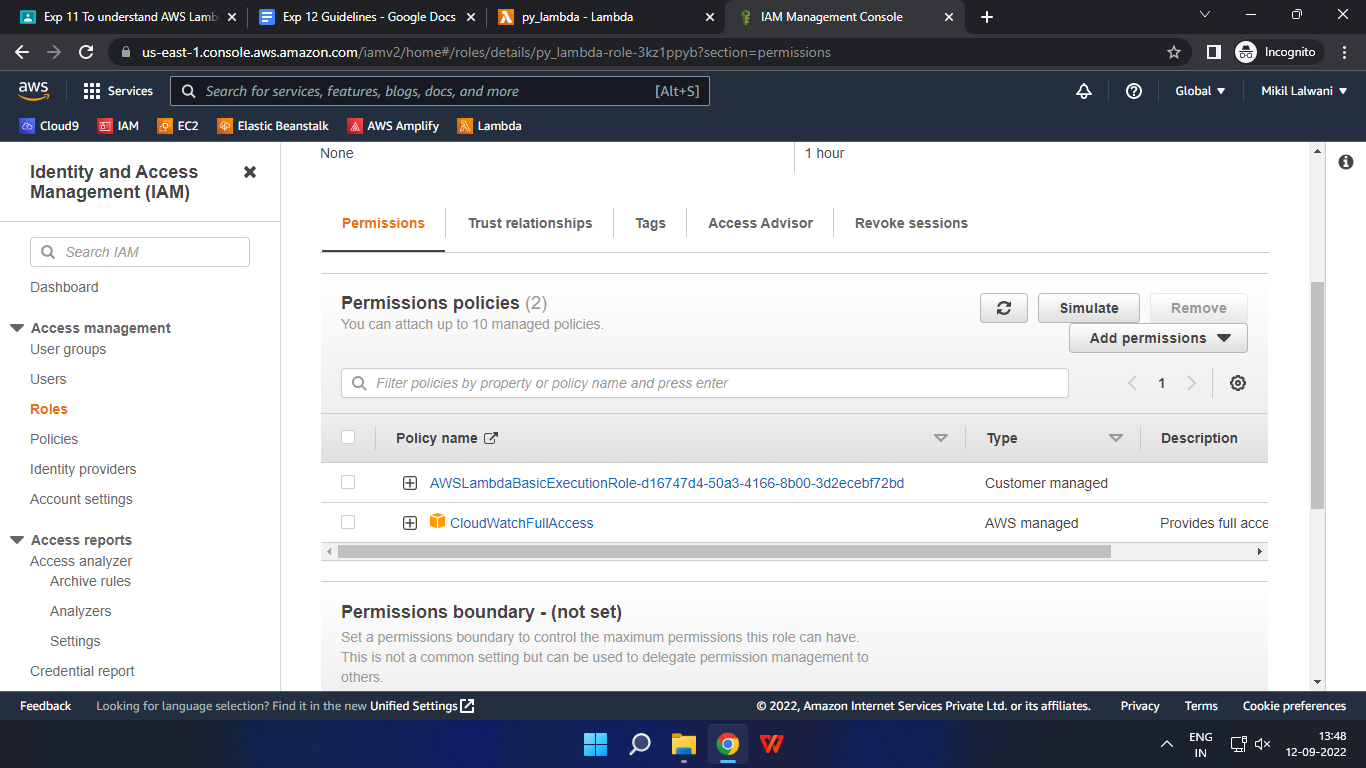 Exp 11 To understand AWS Lamb
Exp 12 Guidelines - Google Docs
py_lambda - Lambda
IAM Management Console
us-east-1.console.aws.amazon.com/iamv2/home#/roles/details/py_lambda-role-3kz1ppyb?section=permissions
Incognito
aws
Services
Search for services, features, blogs, docs, and more
[Alt+S]
Global
Mikil Lalwani
Cloud9
IAM
EC2
Elastic Beanstalk
AWS Amplify
Lambda
Identity and Access
Management (IAM)
Search IAM
Dashboard
Access management
User groups
Users
Roles
Policies
Identity providers
Account settings
Access reports
Access analyzer
Archive rules
Analyzers
Settings
Credential report
None
1 hour
Permissions
Trust relationships
Tags
Access Advisor
Revoke sessions
Permissions policies (2)
You can attach up to 10 managed policies.
Simulate
Remove
Add permissions
Filter policies by property or policy name and press enter
1
Policy name
Type
Description
AWSLambdaBasicExecutionRole-d16747d4-50a3-4166-8b00-3d2ecebf72bd
Customer managed
CloudWatchFullAccess
AWS managed
Provides full acce
Permissions boundary - (not set)
Set a permissions boundary to control the maximum permissions this role can have.
This is not a common setting but can be used to delegate permission management to
others.
Feedback
Looking for language selection? Find it in the new Unified Settings
© 2022, Amazon Internet Services Private Ltd. or its affiliates.
Privacy
Terms
Cookie preferences
ENG
IN
13:48
12-09-2022